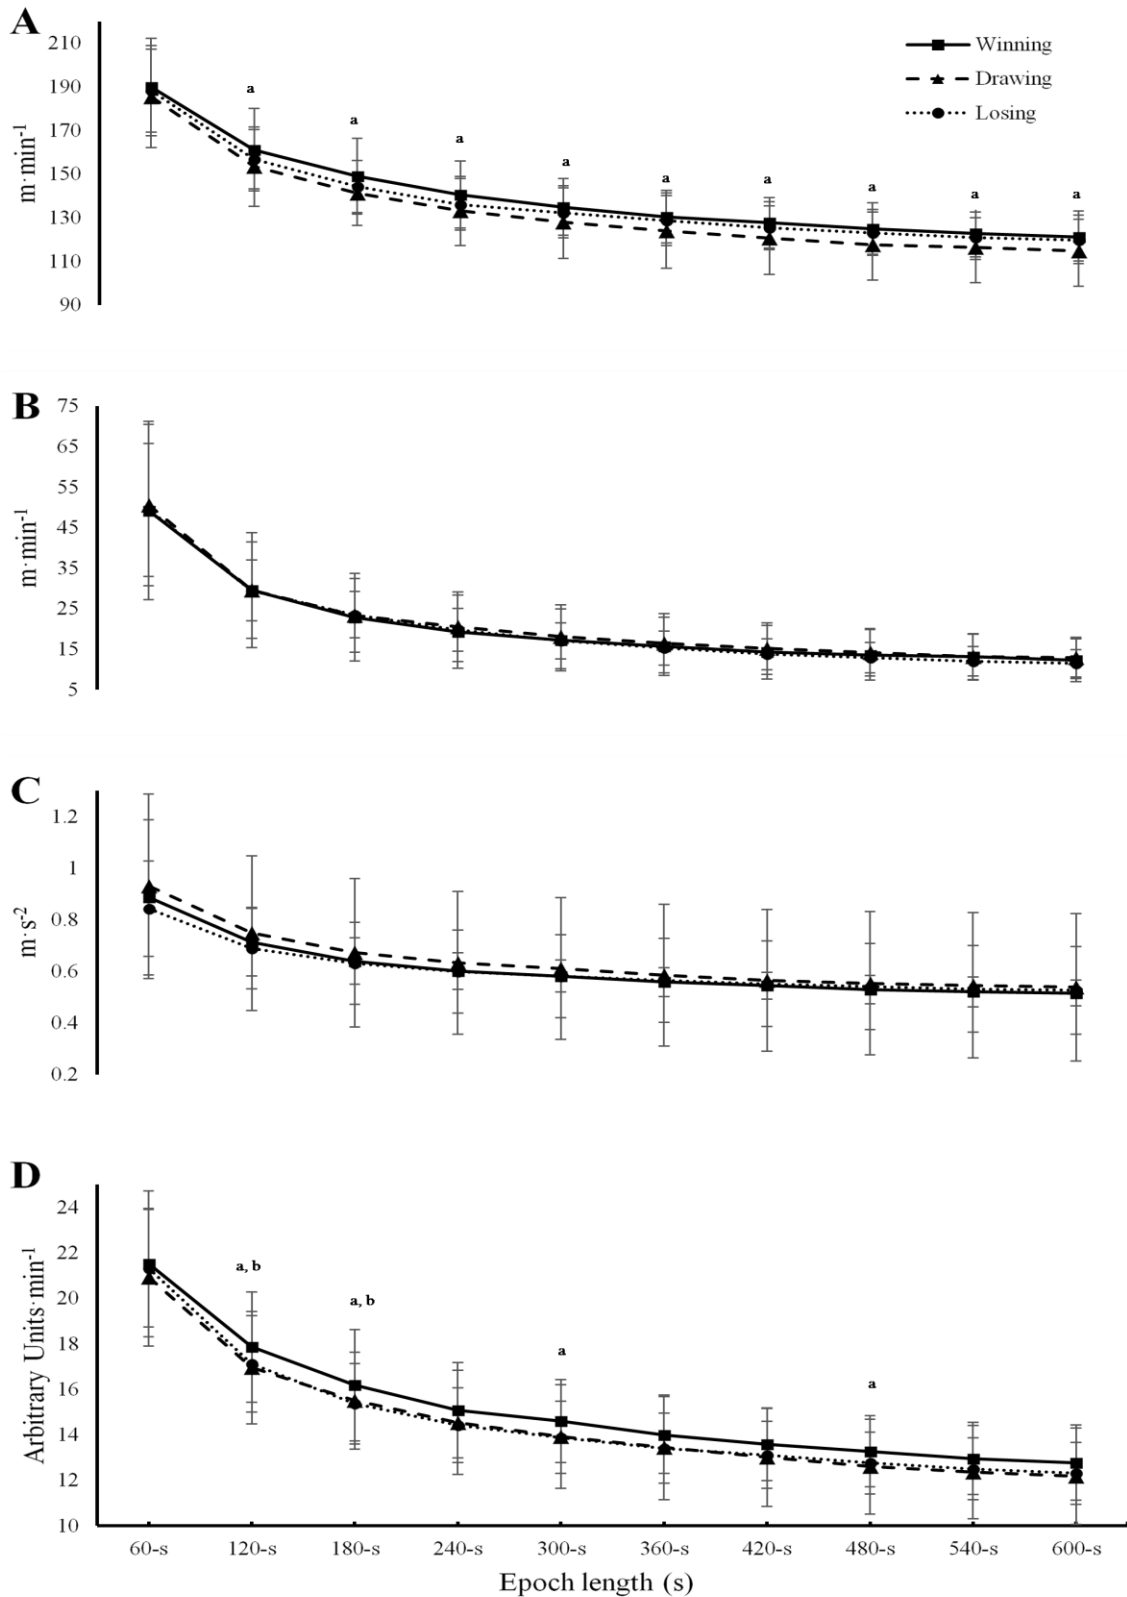 A
210
190
170
150
130
110
90
m·min-1
Winning
Drawing
Losing
a
a
a
a
a
a
a
a
a
B
75
65
55
45
35
25
15
5
m·min-1
C
1.2
1
0.8
0.6
0.4
0.2
m·s-2
D
24
22
20
18
16
14
12
10
Arbitrary Units·min-1
a, b
a, b
a
a
60-s 120-s 180-s 240-s 300-s 360-s 420-s 480-s 540-s 600-s
Epoch length (s)